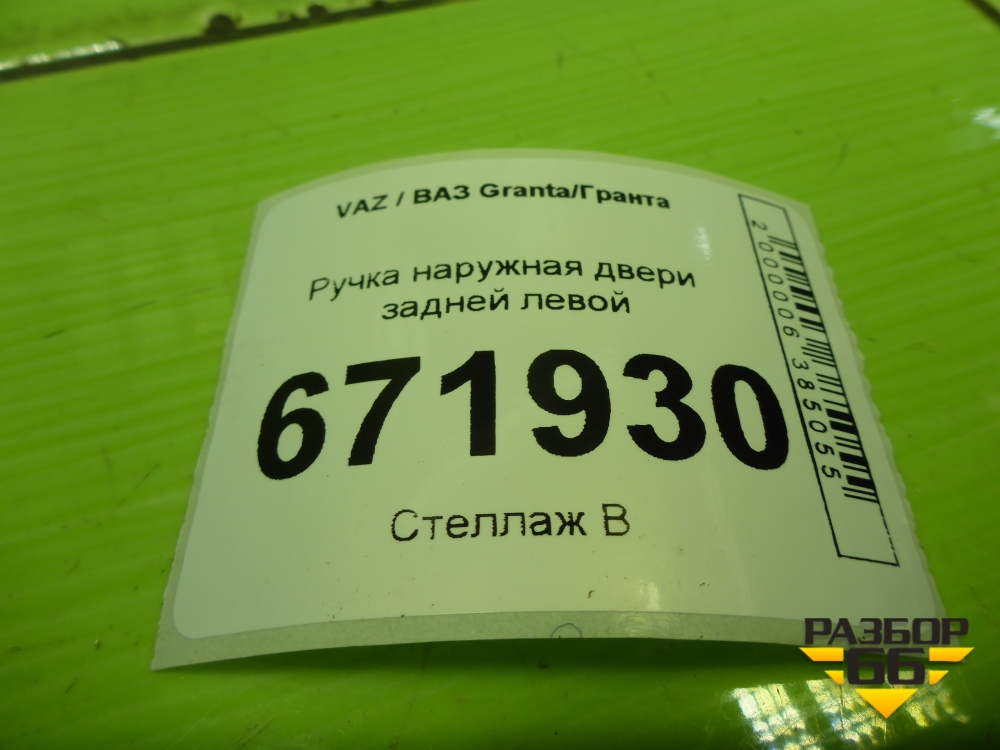 VAZ / ВАЗ Granta/Гранта
Ручка наружная двери
задней левой
671930
Стеллаж В
2000006385055
РАЗБОР
66